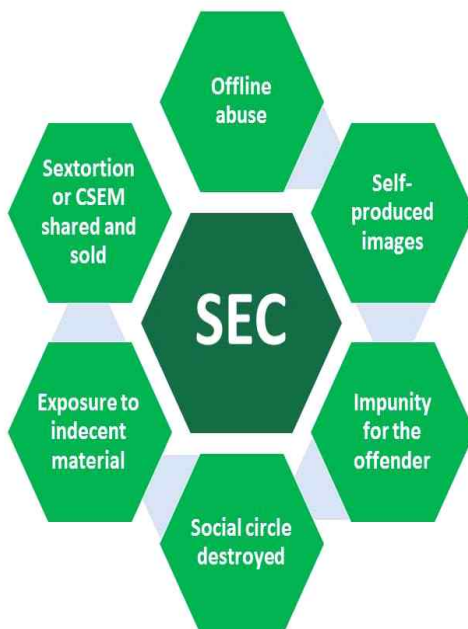 Offline
abuse
Self-
produced
images
Impunity
for the
offender
Social circle
destroyed
Exposure to
indecent
material
Sextortion
or CSEM
shared and
sold
SEC